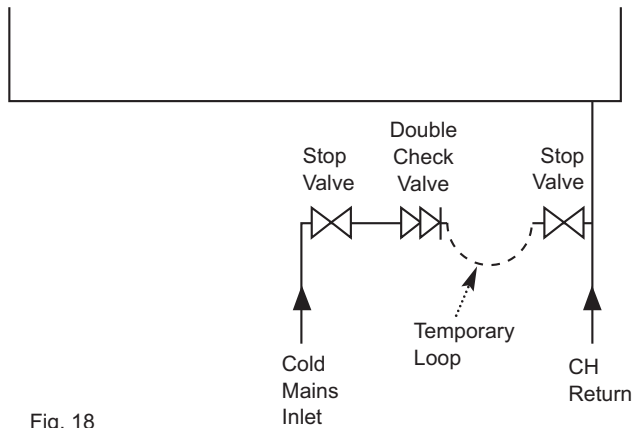 Double
Check
Valve
Stop
Valve
Stop
Valve
Temporary
Loop
Cold
Mains
Inlet
CH
Return
Fig. 18